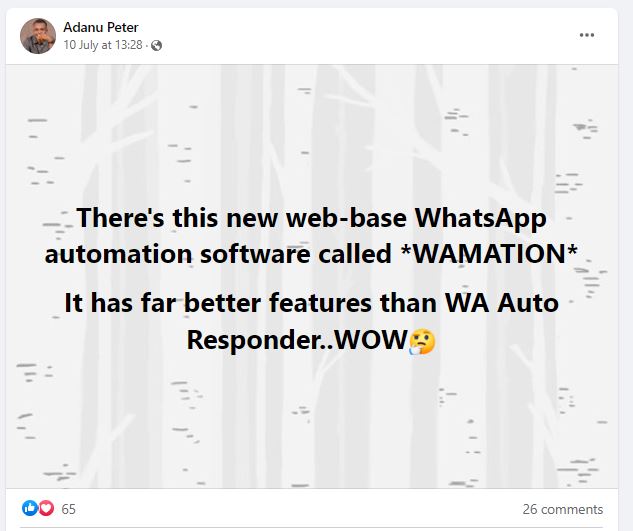 Adanu Peter
10 July at 13:28 ·
There's this new web-base WhatsApp
automation software called *WAMATION*
It has far better features than WA Auto
Responder..WOW🤔
65
26 comments